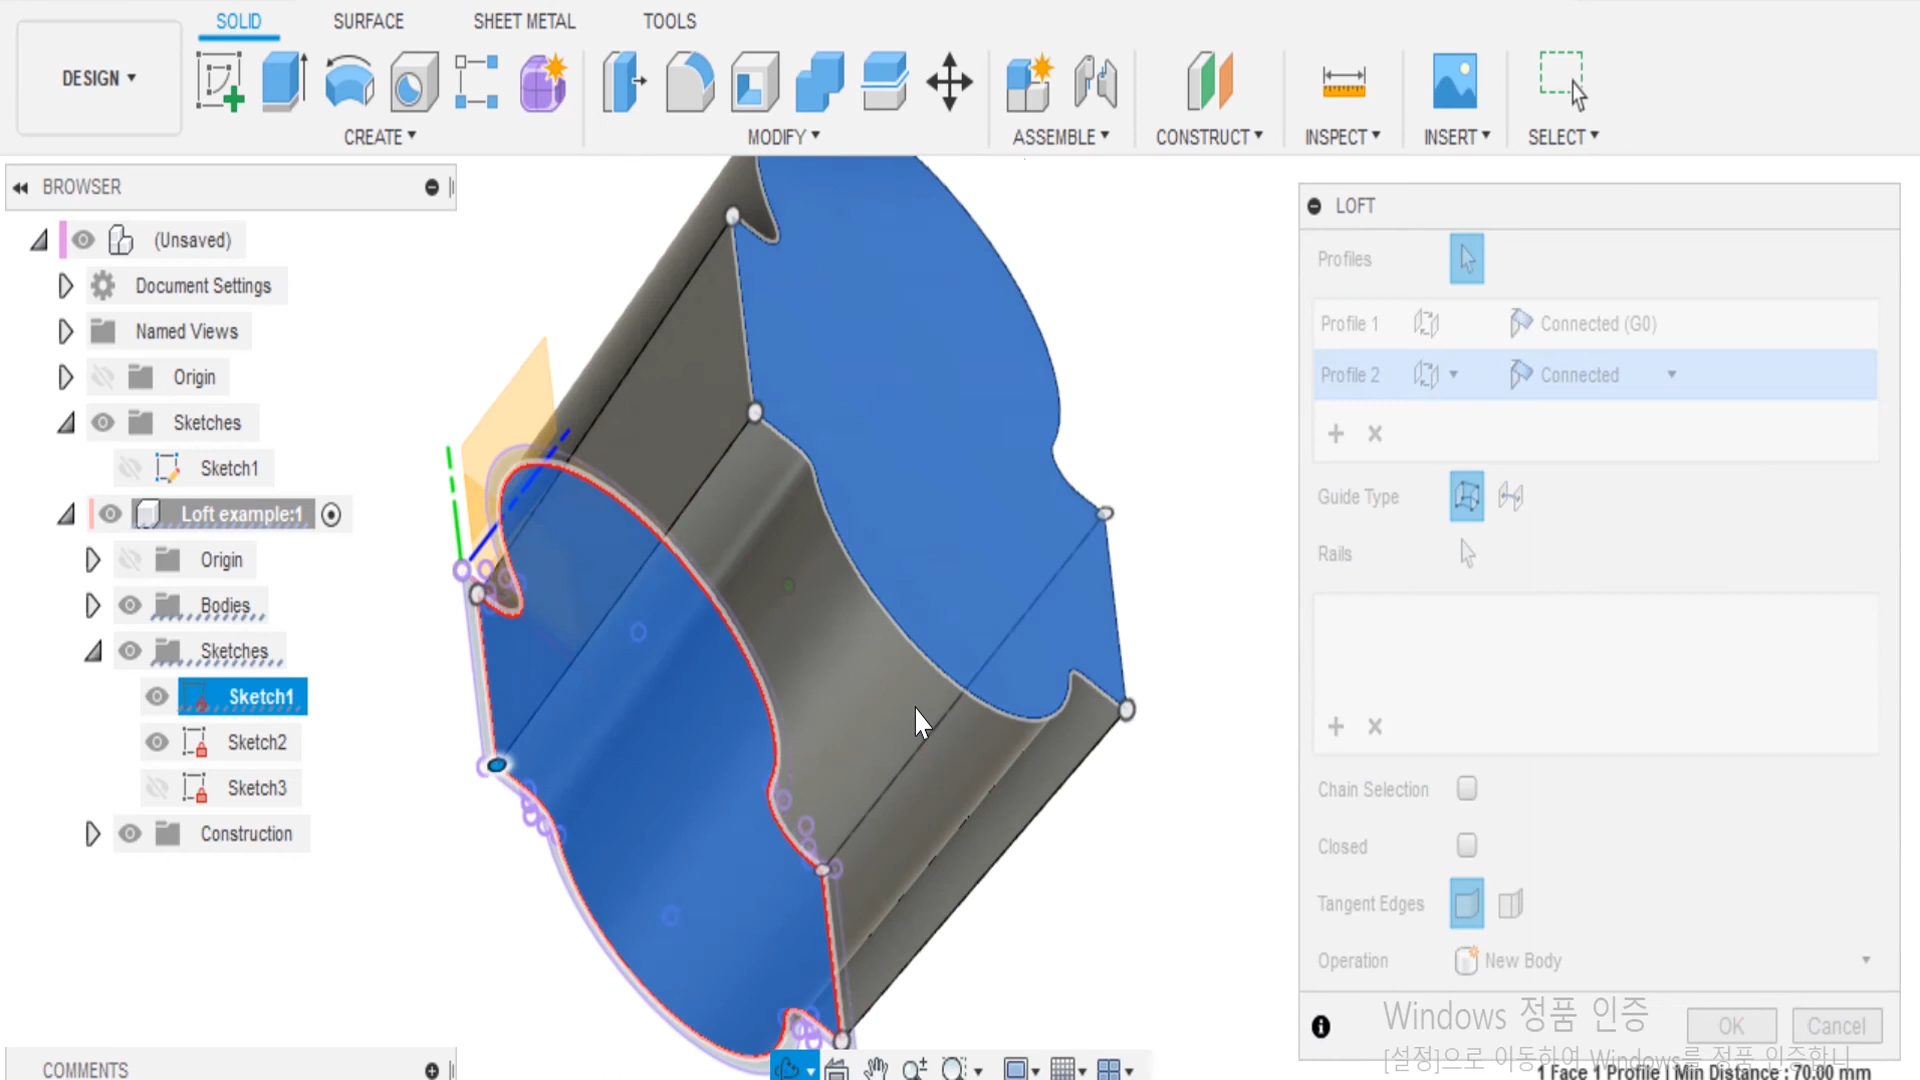 SOLID SURFACE SHEET METAL TOOLS
DESIGN
CREATE MODIFY ASSEMBLE CONSTRUCT INSPECT INSERT SELECT
BROWSER
(Unsaved)
Document Settings
Named Views
Origin
Sketches
Sketch1
Loft example:1
Origin
Bodies
Sketches
Sketch1
Sketch2
Sketch3
Construction
COMMENTS
LOFT
Profiles
Profile 1 Connected (G0)
Profile 2 Connected
Guide Type
Rails
Chain Selection
Closed
Tangent Edges
Operation New Body
Windows 정품 인증
OK Cancel
[설정]으로 이동하여 Windows를 정품 인증합니
1 Face 1 Profile | Min Distance : 70.00 mm